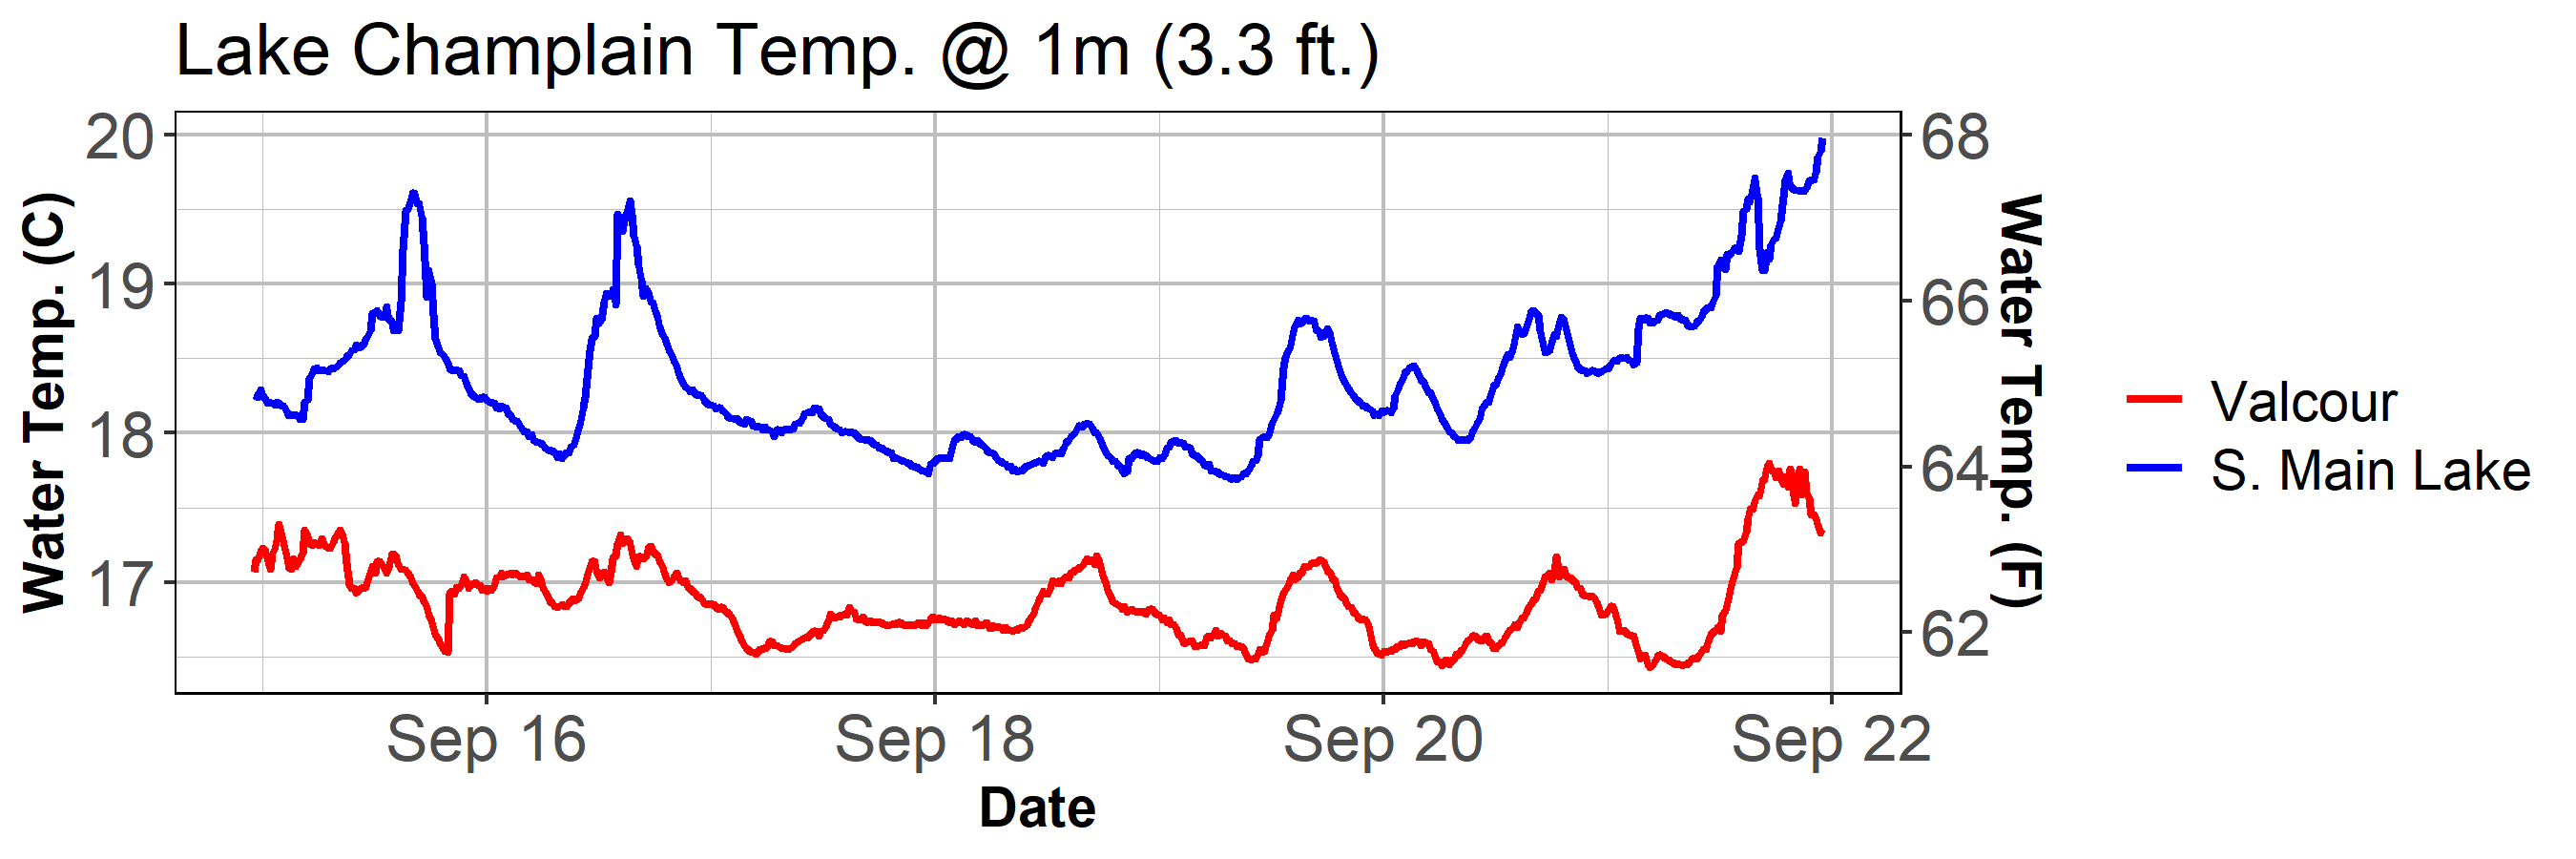 Lake Champlain Temp. @ 1m (3.3 ft.)
Water Temp. (C)
20
19
18
17
68
66
64
62
Water Temp. (F)
Sep 16
Sep 18
Sep 20
Sep 22
Date
Valcour
S. Main Lake